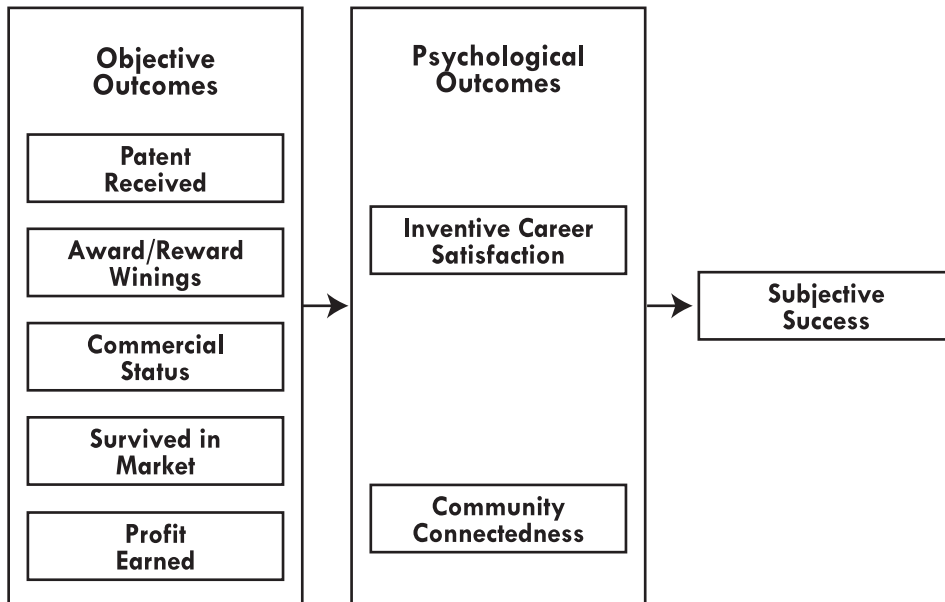 Objective
Outcomes
Patent
Received
Award/Reward
Winings
Commercial
Status
Survived in
Market
Profit
Earned
Psychological
Outcomes
Inventive Career
Satisfaction
Community
Connectedness
Subjective
Success